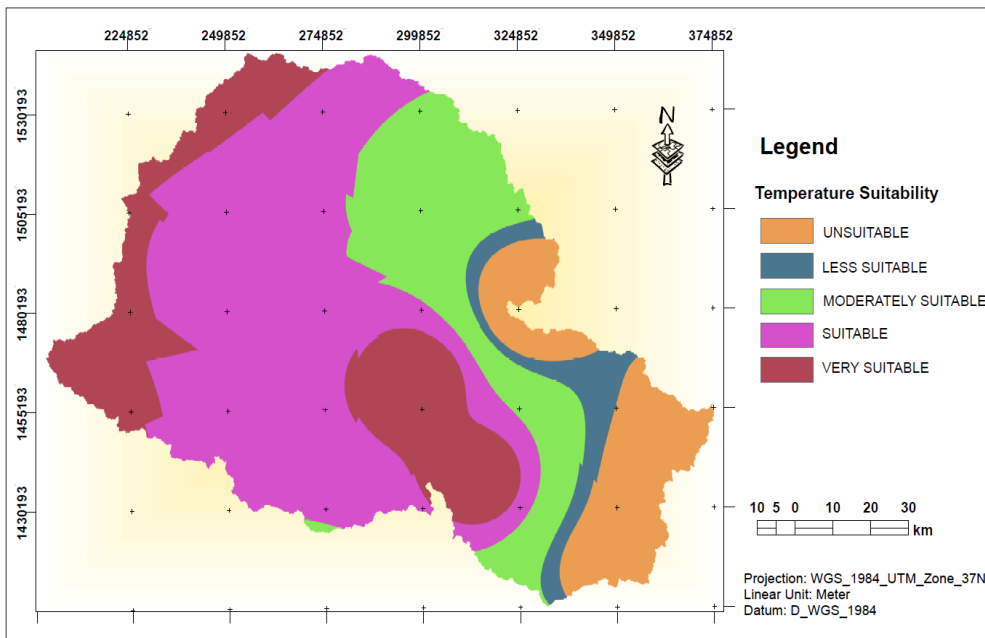 224852 249852 274852 299852 324852 349852 374852
1530193
1505193
1480193
1455193
1430193
N
Legend
Temperature Suitability
UNSUITABLE
LESS SUITABLE
MODERATELY SUITABLE
SUITABLE
VERY SUITABLE
10 5 0 10 20 30
km
Projection: WGS_1984_UTM_Zone_37N
Linear Unit: Meter
Datum: D_WGS_1984